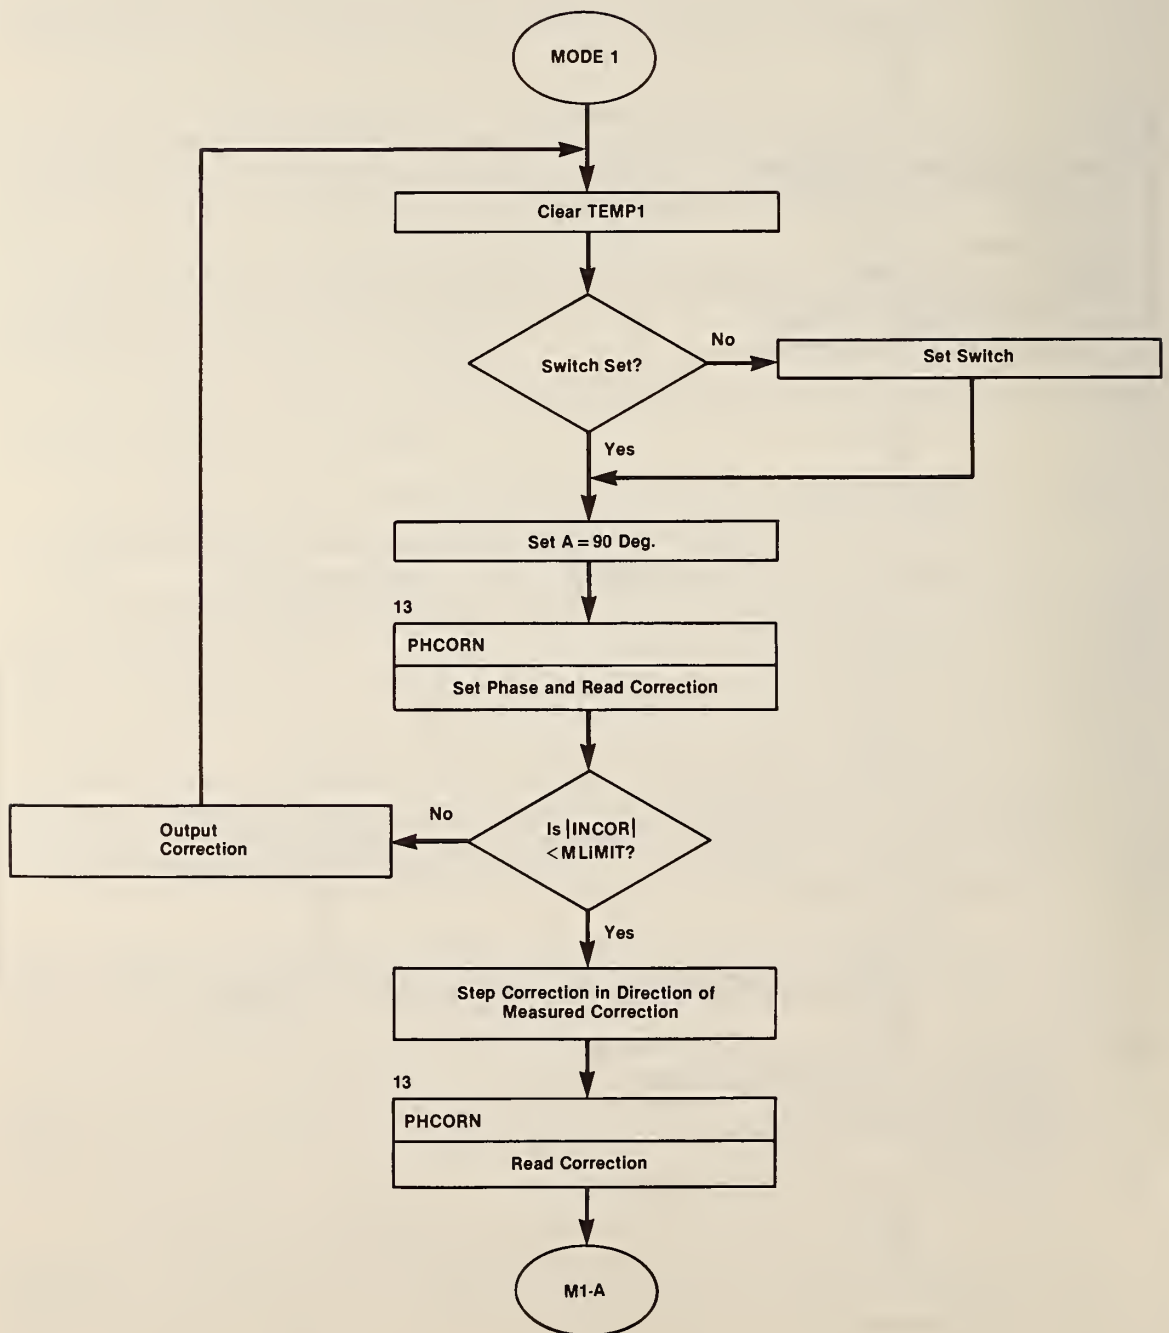 MODE 1
Clear TEMP1
Switch Set?
No
Set Switch
Yes
Set A = 90 Deg.
13
PHCORN
Set Phase and Read Correction
Is |INCOR|
< MLiMIT?
No
Output
Correction
Yes
Step Correction in Direction of
Measured Correction
13
PHCORN
Read Correction
M1-A